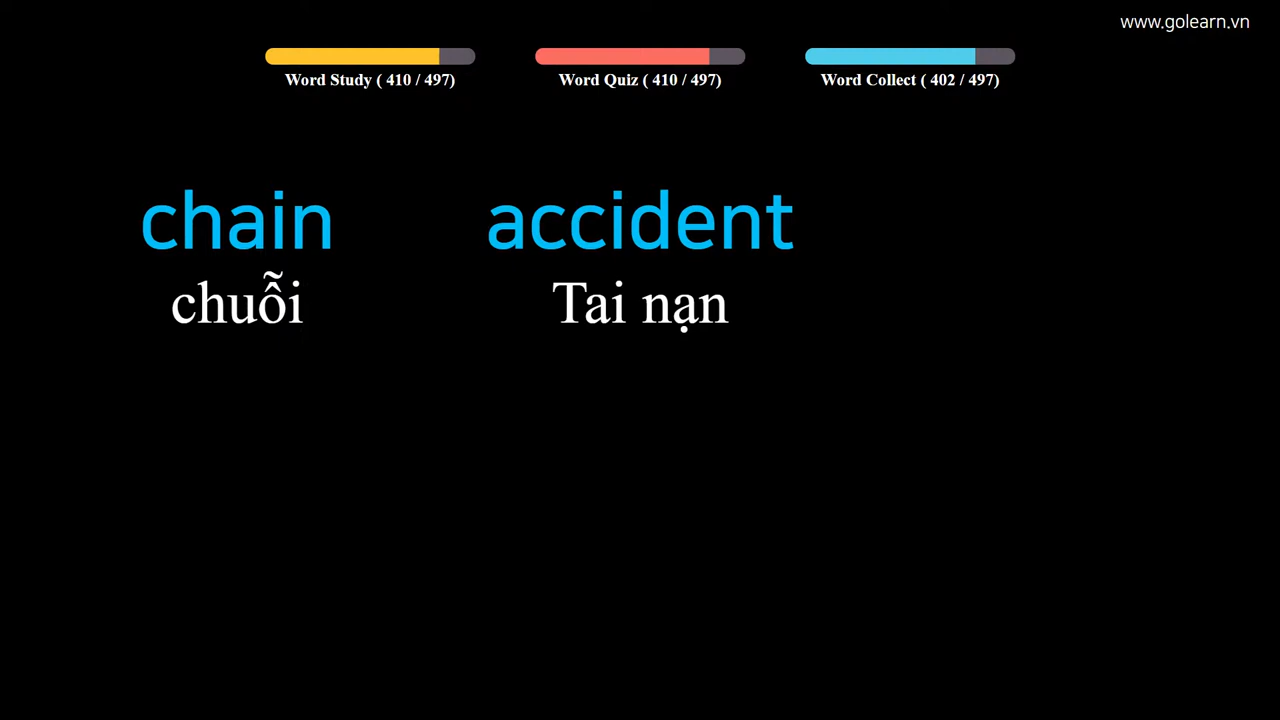 www.golearn.vn
Word Study ( 410 / 497)
Word Quiz ( 410 / 497)
Word Collect ( 402 / 497)
chain
accident
chuỗi
Tai nạn